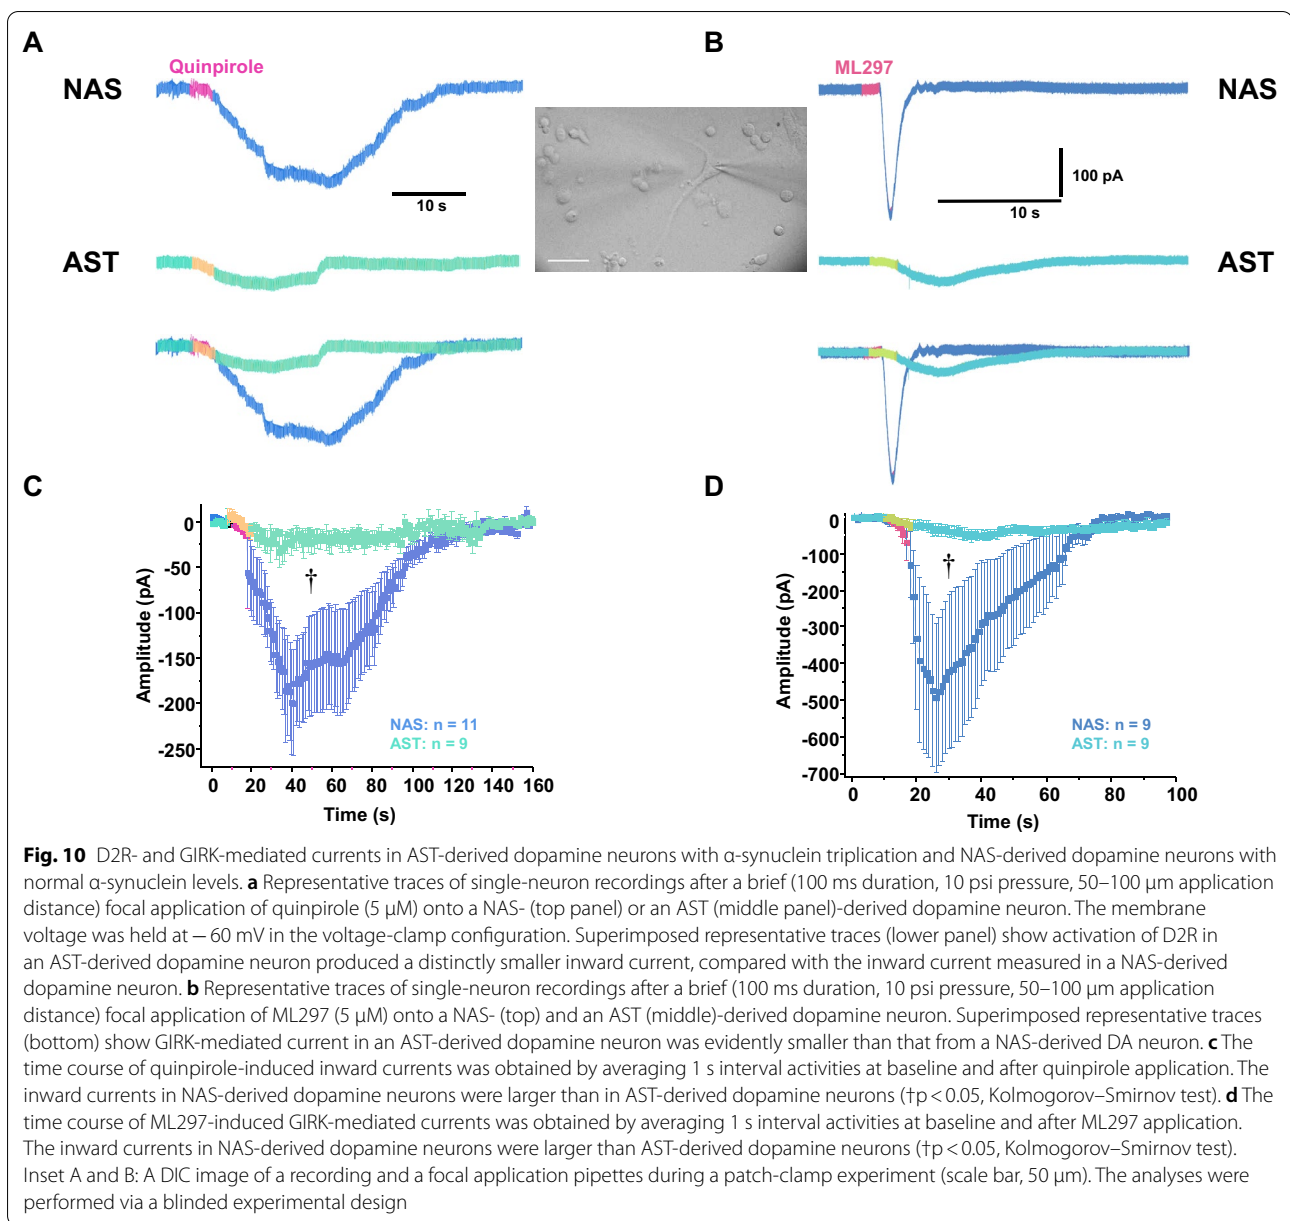 A
B
Quinpirole
ML297
NAS
NAS
100 pA
10 s
10 s
AST
AST
C
D
Amplitude (pA)
0
-50
-100
-150
-200
-250
NAS: n = 11
AST: n = 9
0 20 40 60 80 100 120 140 160
Time (s)
†
Amplitude (pA)
0
-100
-200
-300
-400
-500
-600
-700
NAS: n = 9
AST: n = 9
0 20 40 60 80 100
Time (s)
†
Fig. 10 D2R- and GIRK-mediated currents in AST-derived dopamine neurons with α-synuclein triplication and NAS-derived dopamine neurons with
normal α-synuclein levels. a Representative traces of single-neuron recordings after a brief (100 ms duration, 10 psi pressure, 50–100 μm application
distance) focal application of quinpirole (5 μM) onto a NAS- (top panel) or an AST (middle panel)-derived dopamine neuron. The membrane
voltage was held at − 60 mV in the voltage-clamp configuration. Superimposed representative traces (lower panel) show activation of D2R in
an AST-derived dopamine neuron produced a distinctly smaller inward current, compared with the inward current measured in a NAS-derived
dopamine neuron. b Representative traces of single-neuron recordings after a brief (100 ms duration, 10 psi pressure, 50–100 μm application
distance) focal application of ML297 (5 μM) onto a NAS- (top) and an AST (middle)-derived dopamine neuron. Superimposed representative traces
(bottom) show GIRK-mediated current in an AST-derived dopamine neuron was evidently smaller than that from a NAS-derived DA neuron. c The
time course of quinpirole-induced inward currents was obtained by averaging 1 s interval activities at baseline and after quinpirole application. The
inward currents in NAS-derived dopamine neurons were larger than in AST-derived dopamine neurons (†p < 0.05, Kolmogorov–Smirnov test). d The
time course of ML297-induced GIRK-mediated currents was obtained by averaging 1 s interval activities at baseline and after ML297 application.
The inward currents in NAS-derived dopamine neurons were larger than AST-derived dopamine neurons (†p < 0.05, Kolmogorov–Smirnov test).
Inset A and B: A DIC image of a recording and a focal application pipettes during a patch-clamp experiment (scale bar, 50 μm). The analyses were
performed via a blinded experimental design